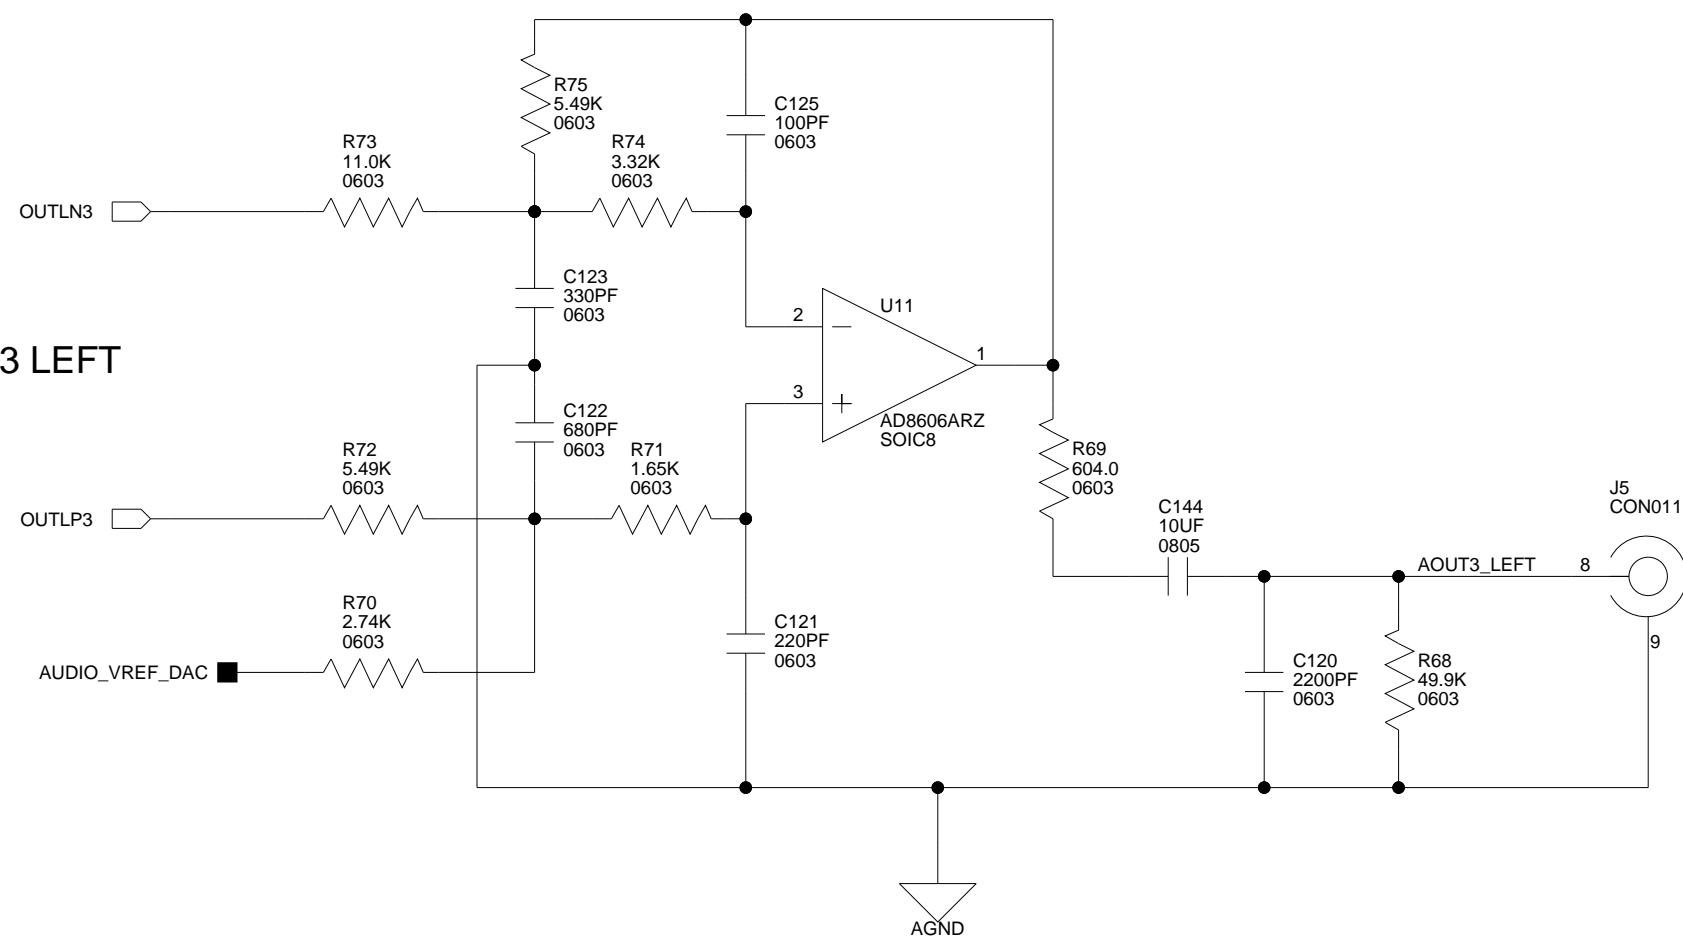 R75
5.49K
0603
C125
100PF
0603
R73
11.0K
0603
R74
3.32K
0603
OUTLN3
C123
330PF
0603
2
U11
3 LEFT
1
3
C122
680PF
0603
AD8606ARZ
SOIC8
R72
5.49K
0603
R71
1.65K
0603
R69
604.0
0603
J5
CON011
OUTLP3
C144
10UF
0805
AOUT3_LEFT
8
R70
2.74K
0603
C121
220PF
0603
9
AUDIO_VREF_DAC
C120
2200PF
0603
R68
49.9K
0603
AGND